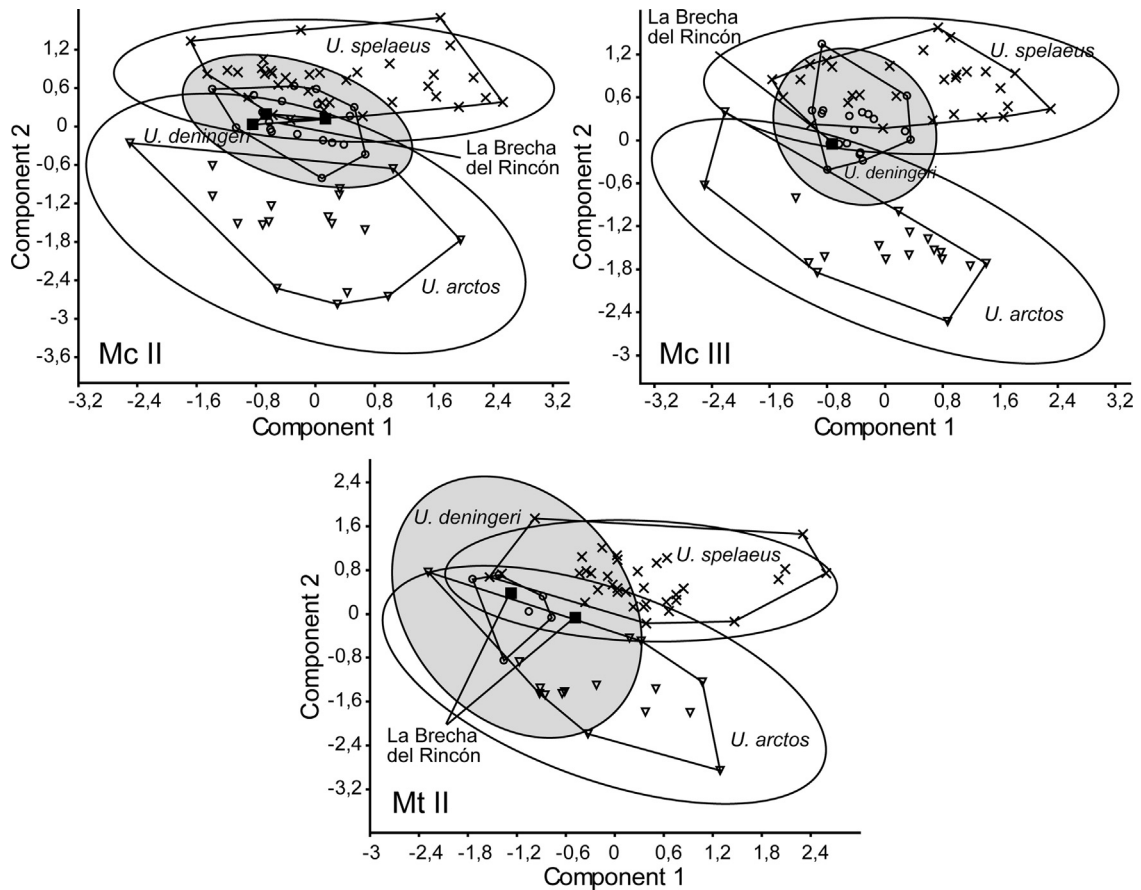 1,2
0,6
0
-0,6
-1,2
-1,8
-2,4
-3
-3,6
Component 2
U. spelaeus
U. deningeri
La Brecha
del Rincón
U. arctos
Mc II
-3,2 -2,4 -1,6 -0,8 0 0,8 1,6 2,4 3,2
Component 1
La Brecha
del Rincón
1,2
0,6
0
-0,6
-1,2
-1,8
-2,4
-3
Component 2
U. spelaeus
U. deningeri
U. arctos
Mc III
-3,2 -2,4 -1,6 -0,8 0 0,8 1,6 2,4 3,2
Component 1
2,4
1,6
0,8
0
-0,8
-1,6
-2,4
-3,2
Component 2
U. deningeri
U. spelaeus
La Brecha
del Rincón
U. arctos
Mt II
-3 -2,4 -1,8 -1,2 -0,6 0 0,6 1,2 1,8 2,4
Component 1